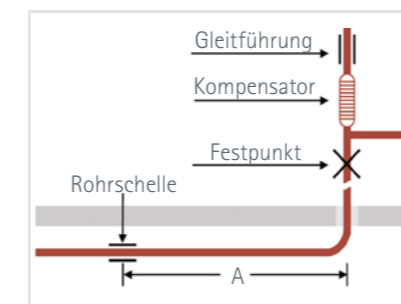 Gleitführung
Kompensator
Festpunkt
Rohrschelle
A